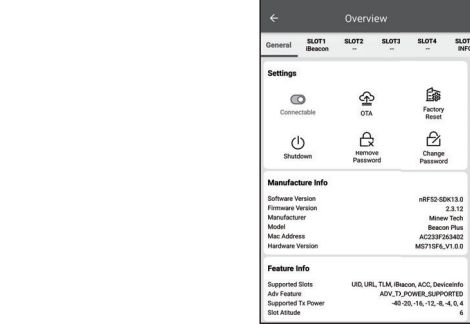 Overview
General SLOT1 SLOT2 SLOT3 SLOT4 SLOT
iBeacon -- -- -- INFO
Settings
Connectable OTA Factory Reset
Shutdown Remove Password Change Password
Manufacture Info
Software Version nRF52-SDK13.0
Firmware Version 2.3.12
Manufacturer Minew Tech
Model Beacon Plus
Mac Address AC233F263402
Hardware Version MS71SF6_V1.0.0
Feature Info
Supported Slots UID, URL, TLM, iBeacon, ACC, DeviceInfo
Adv Feature ADV_TX_POWER_SUPPORTED
Supported Tx Power -40 -20, -16, -12, -8, -4, 0, 4
Slot Atitude 6